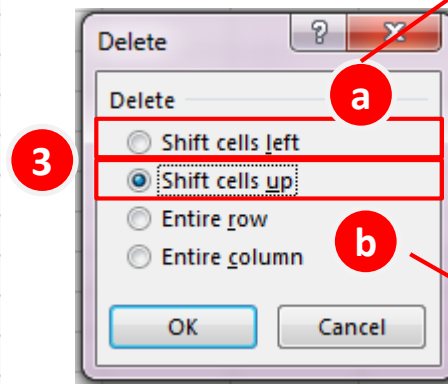 Delete
?
Delete
a
Shift cells left
3
Shift cells up
Entire row
b
Entire column
OK Cancel